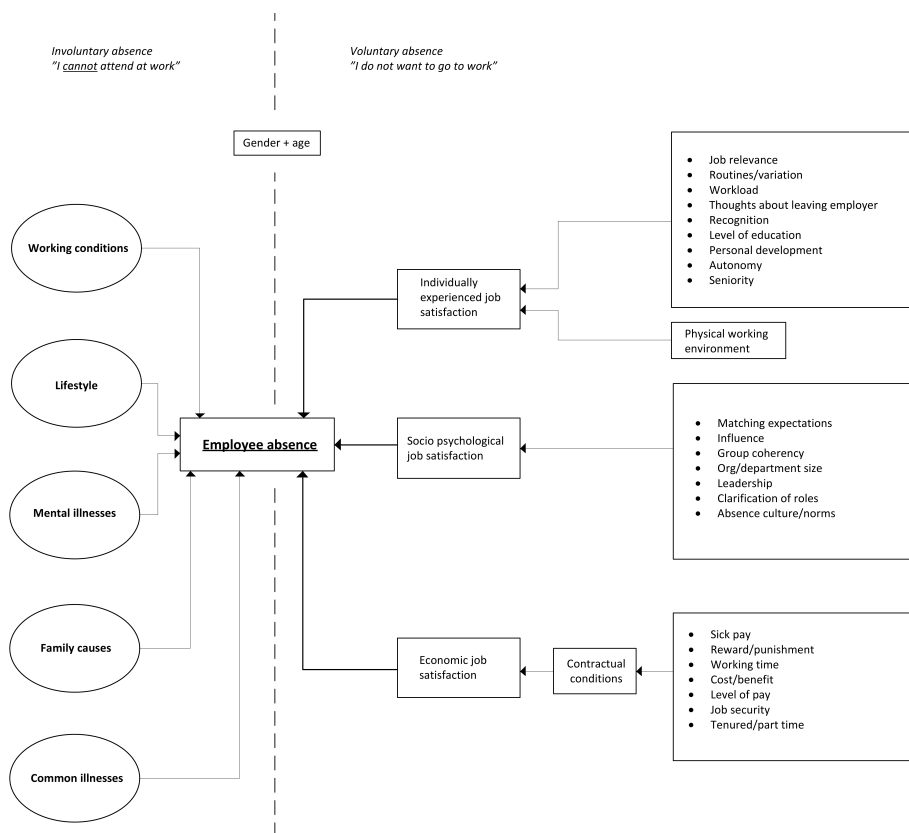 Involuntary absence
"I cannot attend at work"
Voluntary absence
"I do not want to go to work"
Gender + age
Working conditions
Lifestyle
Mental illnesses
Family causes
Common illnesses
Employee absence
Individually
experienced job
satisfaction
Socio psychological
job satisfaction
Economic job
satisfaction
Contractual
conditions
• Job relevance
• Routines/variation
• Workload
• Thoughts about leaving employer
• Recognition
• Level of education
• Personal development
• Autonomy
• Seniority
Physical working
environment
• Matching expectations
• Influence
• Group coherency
• Org/department size
• Leadership
• Clarification of roles
• Absence culture/norms
• Sick pay
• Reward/punishment
• Working time
• Cost/benefit
• Level of pay
• Job security
• Tenured/part time